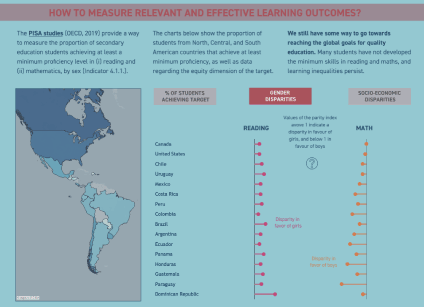 HOW TO MEASURE RELEVANT AND EFFECTIVE LEARNING OUTCOMES?
The PISA studies (OECD, 2019) provide a way
to measure the proportion of secondary
education students achieving at least a
minimum proficiency level in (i) reading and
(ii) mathematics, by sex (Indicator 4.1.1.).
The charts below show the proportion of
students from North, Central, and South
American countries that achieve at least
minimum proficiency, as well as data
regarding the equity dimension of the target.
We still have some way to go towards
reaching the global goals for quality
education. Many students have not developed
the minimum skills in reading and maths, and
learning inequalities persist.
% OF STUDENTS
ACHIEVING TARGET
GENDER
DISPARITIES
SOCIO-ECONOMIC
DISPARITIES
READING
Values of the parity index
above 1 indicate a
disparity in favour of
girls, and below 1 in
favour of boys
?
MATH
Canada
United States
Chile
Uruguay
Mexico
Costa Rica
Peru
Colombia
Brazil
Argentina
Ecuador
Panama
Honduras
Guatemala
Paraguay
Dominican Republic
Disparity in
favor of girls
Disparity in
favor of boys